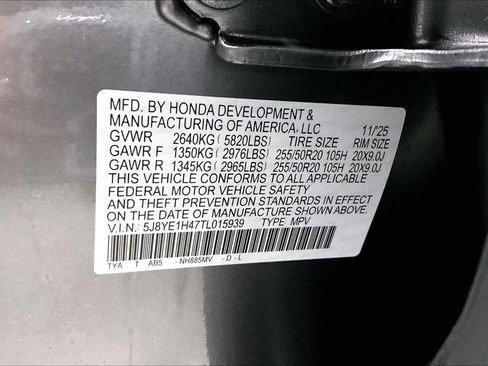 MFD. BY HONDA DEVELOPMENT &
MANUFACTURING OF AMERICA, LLC 11/'25
GVWR 2640KG ( 5820LBS) TIRE SIZE RIM SIZE
GAWR F 1350KG ( 2976LBS) 255/50R20 105H 20X9.0J
GAWR R 1345KG ( 2965LBS) 255/50R20 105H 20X9.0J
THIS VEHICLE CONFORMS TO ALL APPLICABLE
FEDERAL MOTOR VEHICLE SAFETY
AND THEFT PREVENTION STANDARDS IN EFFECT
ON THE DATE OF MANUFACTURE SHOWN ABOVE.
V.I.N.: 5J8YE1H47TL015939 TYPE: MPV
TYA T AB5 - NH885MV - D - L